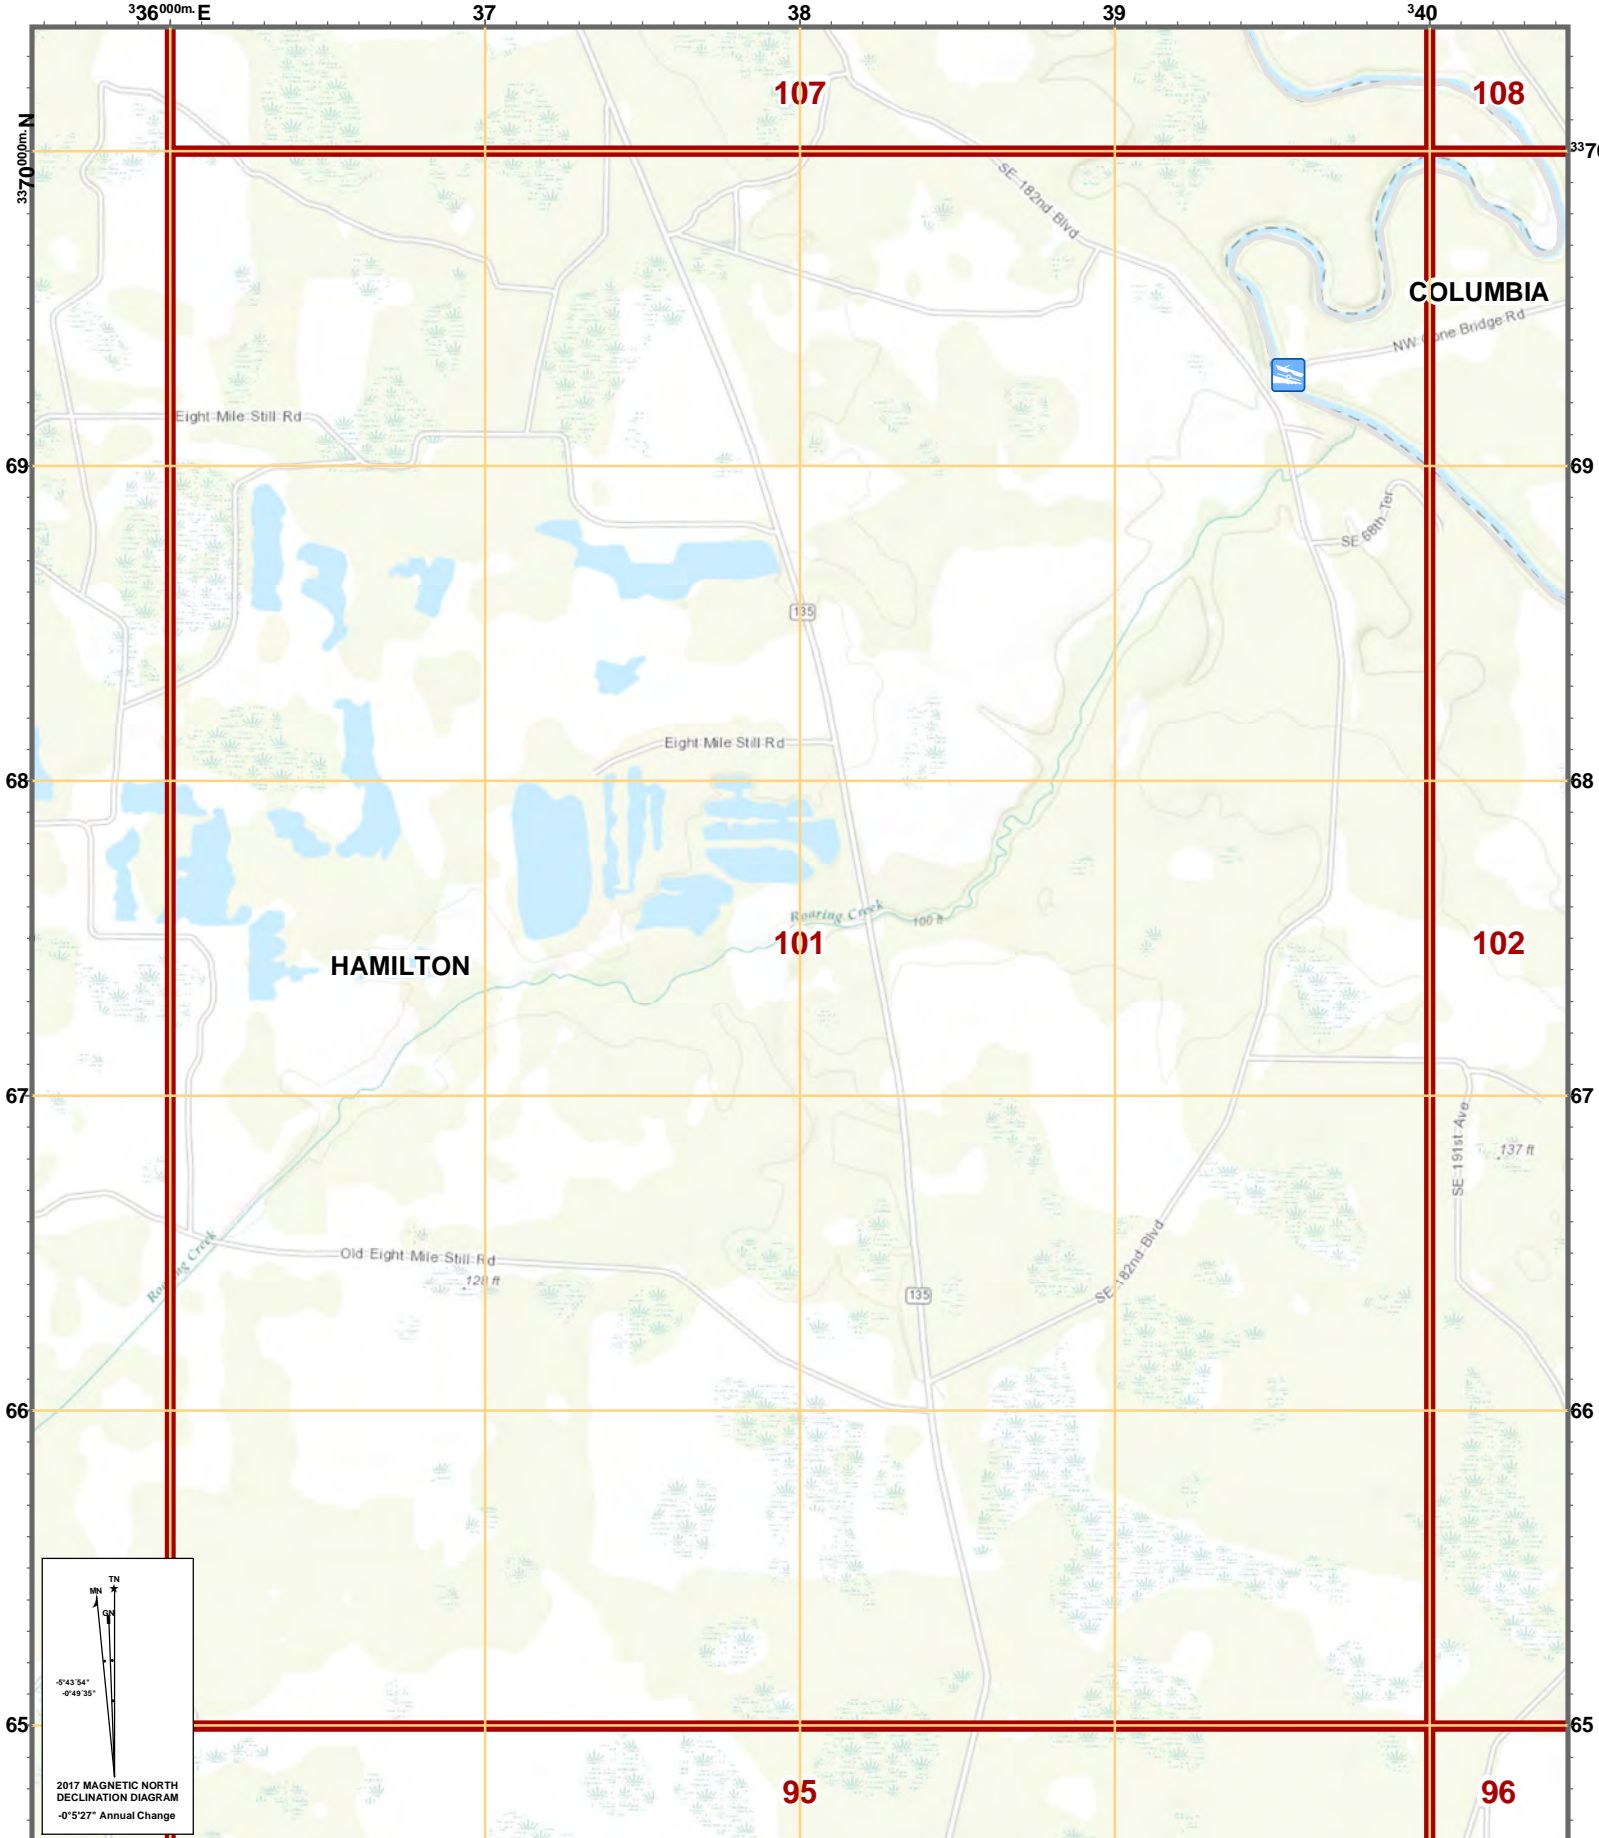 336000m. E 37 38 39 340
107
108
3370000m. N
3370
SE 182nd Blvd
COLUMBIA
NW Cone Bridge Rd
Eight Mile Still Rd
69 69
SE 68th Ter
135
Eight Mile Still Rd
68 68
Roaring Creek
100 ft
101
102
HAMILTON
67 67
SE 191st Ave
137 ft
Roaring Creek
Old Eight Mile Still Rd
128 ft
SE 182nd Blvd
135
66 66
TN
MN
GN
-5°43'54"
-0°49'35"
65 65
2017 MAGNETIC NORTH
DECLINATION DIAGRAM
-0°5'27" Annual Change
95
96